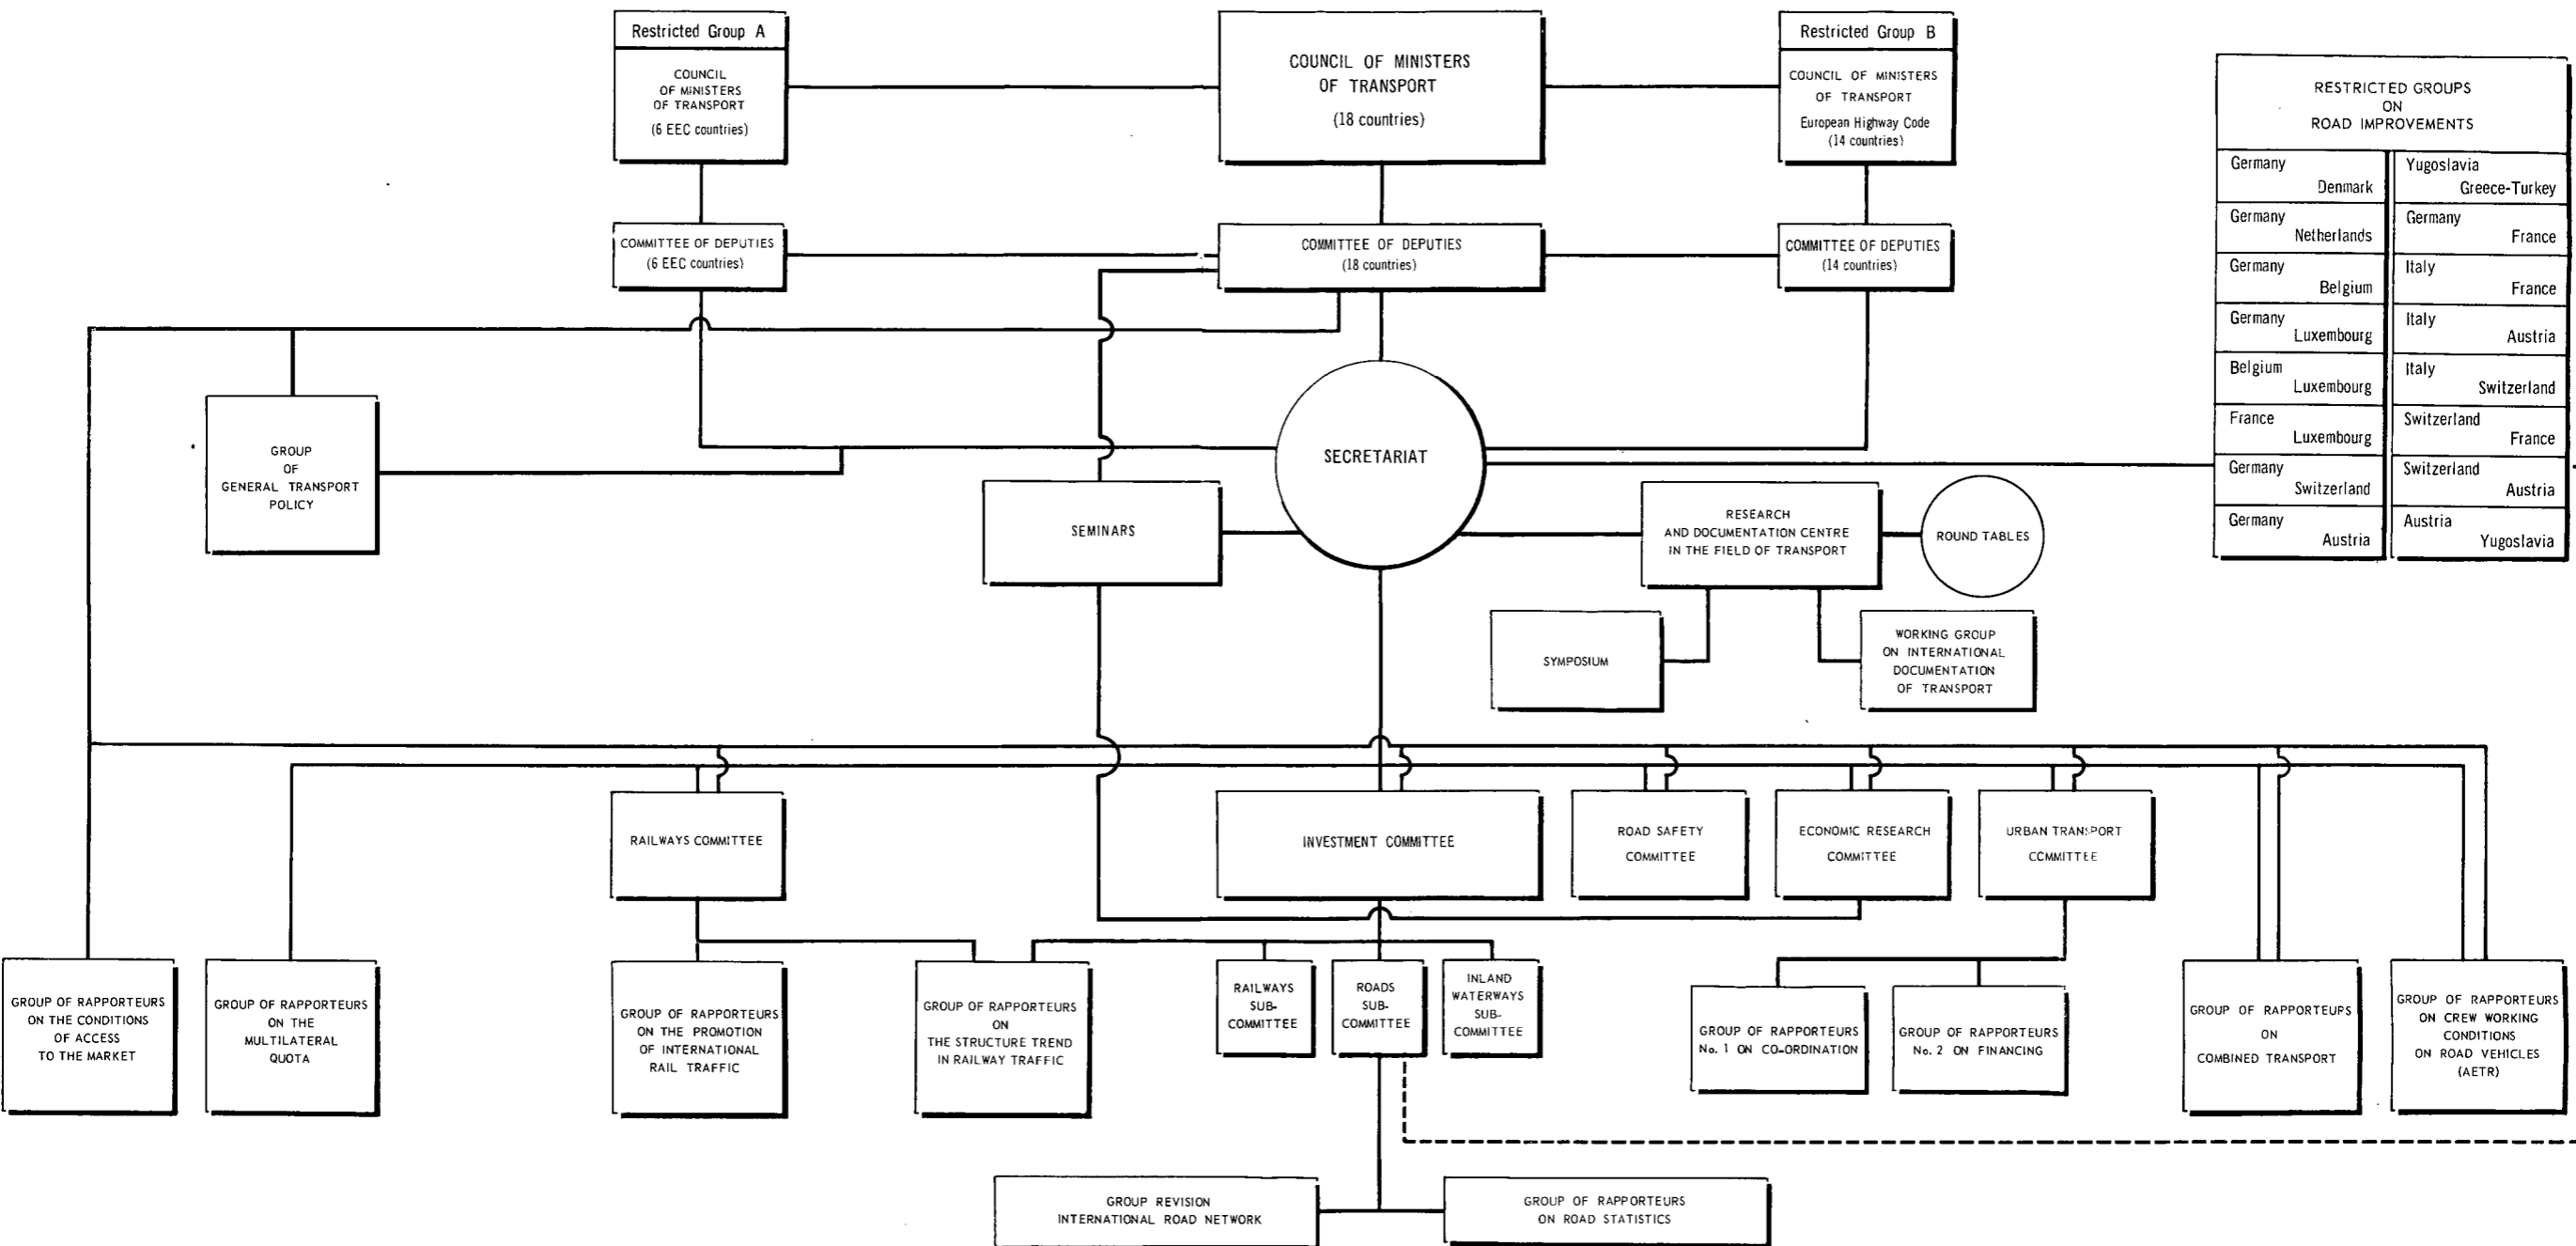 Restricted Group A
COUNCIL
OF MINISTERS
OF TRANSPORT
(6 EEC countries)
COUNCIL OF MINISTERS
OF TRANSPORT
(18 countries)
Restricted Group B
COUNCIL OF MINISTERS
OF TRANSPORT
European Highway Code
(14 countries)
RESTRICTED GROUPS
ON
ROAD IMPROVEMENTS
Germany
Denmark
Yugoslavia
Greece-Turkey
Germany
Netherlands
Germany
France
Germany
Belgium
Italy
France
Germany
Luxembourg
Italy
Austria
Belgium
Luxembourg
Italy
Switzerland
France
Luxembourg
Switzerland
France
Germany
Switzerland
Switzerland
Austria
Germany
Austria
Austria
Yugoslavia
COMMITTEE OF DEPUTIES
(6 EEC countries)
COMMITTEE OF DEPUTIES
(18 countries)
COMMITTEE OF DEPUTIES
(14 countries)
GROUP
OF
GENERAL TRANSPORT
POLICY
SECRETARIAT
SEMINARS
RESEARCH
AND DOCUMENTATION CENTRE
IN THE FIELD OF TRANSPORT
ROUND TABLES
SYMPOSIUM
WORKING GROUP
ON INTERNATIONAL
DOCUMENTATION
OF TRANSPORT
RAILWAYS COMMITTEE
INVESTMENT COMMITTEE
ROAD SAFETY
COMMITTEE
ECONOMIC RESEARCH
COMMITTEE
URBAN TRANSPORT
COMMITTEE
GROUP OF RAPPORTEURS
ON THE CONDITIONS
OF ACCESS
TO THE MARKET
GROUP OF RAPPORTEURS
ON THE
MULTILATERAL
QUOTA
GROUP OF RAPPORTEURS
ON THE PROMOTION
OF INTERNATIONAL
RAIL TRAFFIC
GROUP OF RAPPORTEURS
ON
THE STRUCTURE TREND
IN RAILWAY TRAFFIC
RAILWAYS
SUB-
COMMITTEE
ROADS
SUB-
COMMITTEE
INLAND
WATERWAYS
SUB-
COMMITTEE
GROUP OF RAPPORTEURS
No. 1 ON CO-ORDINATION
GROUP OF RAPPORTEURS
No. 2 ON FINANCING
GROUP OF RAPPORTEURS
ON
COMBINED TRANSPORT
GROUP OF RAPPORTEURS
ON CREW WORKING
CONDITIONS
ON ROAD VEHICLES
(AETR)
GROUP REVISION
INTERNATIONAL ROAD NETWORK
GROUP OF RAPPORTEURS
ON ROAD STATISTICS